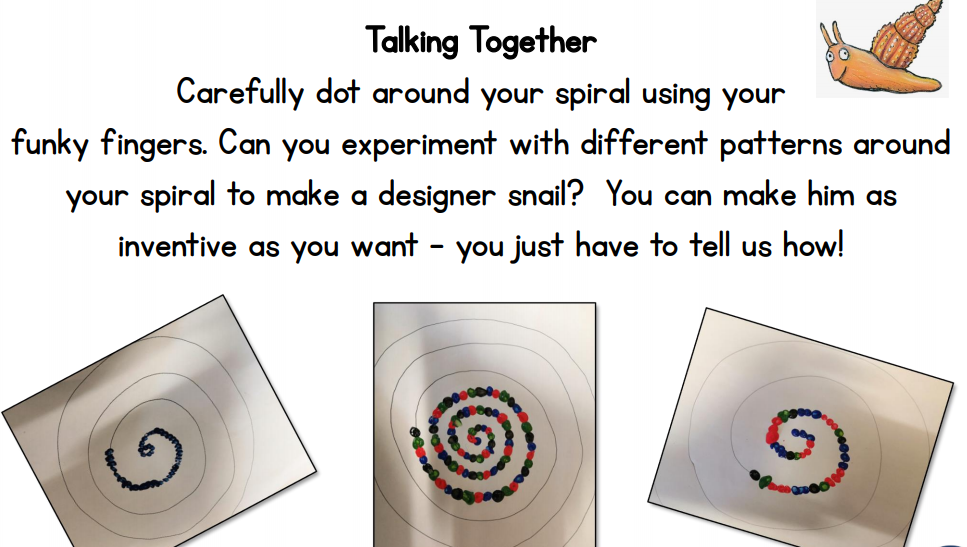 Talking Together
Carefully dot around your spiral using your
funky fingers. Can you experiment with different patterns around
your spiral to make a designer snail?  You can make him as
inventive as you want - you just have to tell us how!